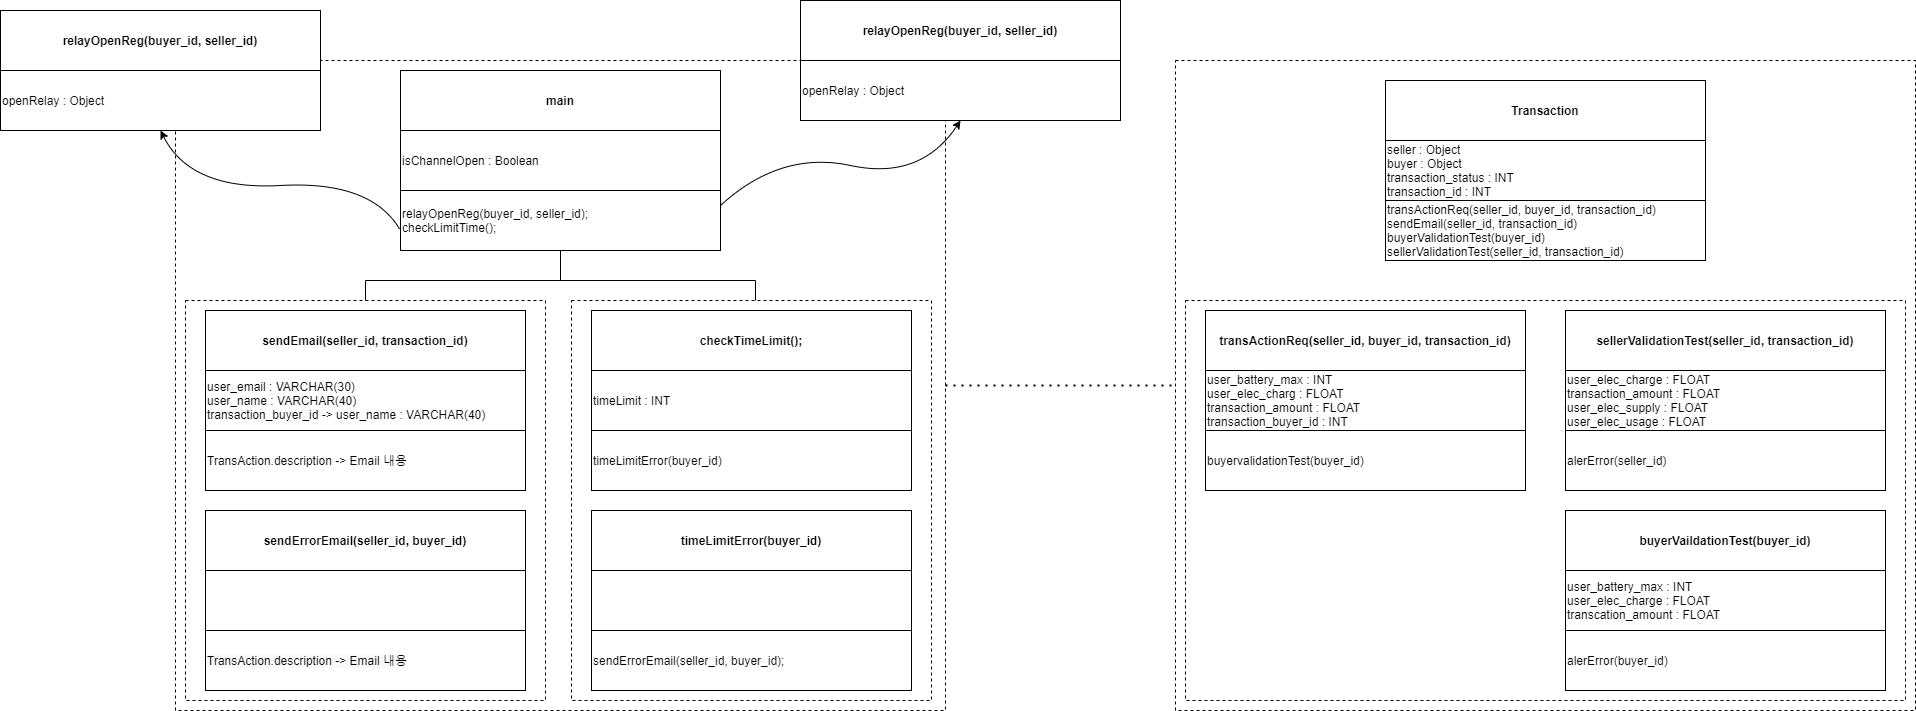 relayOpenReg(buyer_id, seller_id)
openRelay : Object
relayOpenReg(buyer_id, seller_id)
openRelay : Object
main
isChannelOpen : Boolean
relayOpenReg(buyer_id, seller_id);
checkLimitTime();
sendEmail(seller_id, transaction_id)
user_email : VARCHAR(30)
user_name : VARCHAR(40)
transaction_buyer_id -> user_name : VARCHAR(40)
TransAction.description -> Email 내용
sendErrorEmail(seller_id, buyer_id)
TransAction.description -> Email 내용
checkTimeLimit();
timeLimit : INT
timeLimitError(buyer_id)
timeLimitError(buyer_id)
sendErrorEmail(seller_id, buyer_id);
Transaction
seller : Object
buyer : Object
transaction_status : INT
transaction_id : INT
transActionReq(seller_id, buyer_id, transaction_id)
sendEmail(seller_id, transaction_id)
buyerValidationTest(buyer_id)
sellerValidationTest(seller_id, transaction_id)
transActionReq(seller_id, buyer_id, transaction_id)
user_battery_max : INT
user_elec_charg : FLOAT
transaction_amount : FLOAT
transaction_buyer_id : INT
buyervalidationTest(buyer_id)
sellerValidationTest(seller_id, transaction_id)
user_elec_charge : FLOAT
transaction_amount : FLOAT
user_elec_supply : FLOAT
user_elec_usage : FLOAT
alerError(seller_id)
buyerVaildationTest(buyer_id)
user_battery_max : INT
user_elec_charge : FLOAT
transcation_amount : FLOAT
alerError(buyer_id)